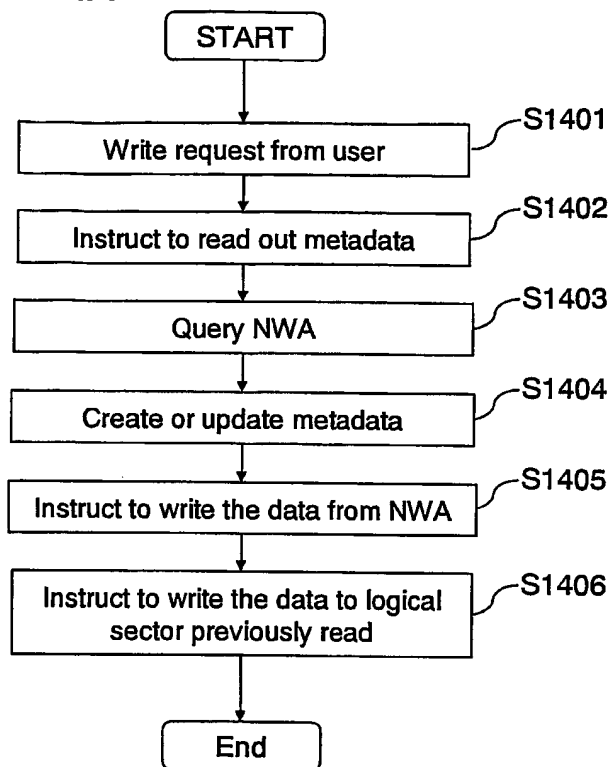 START
S1401
Write request from user
S1402
Instruct to read out metadata
S1403
Query NWA
S1404
Create or update metadata
S1405
Instruct to write the data from NWA
S1406
Instruct to write the data to logical
sector previously read
End